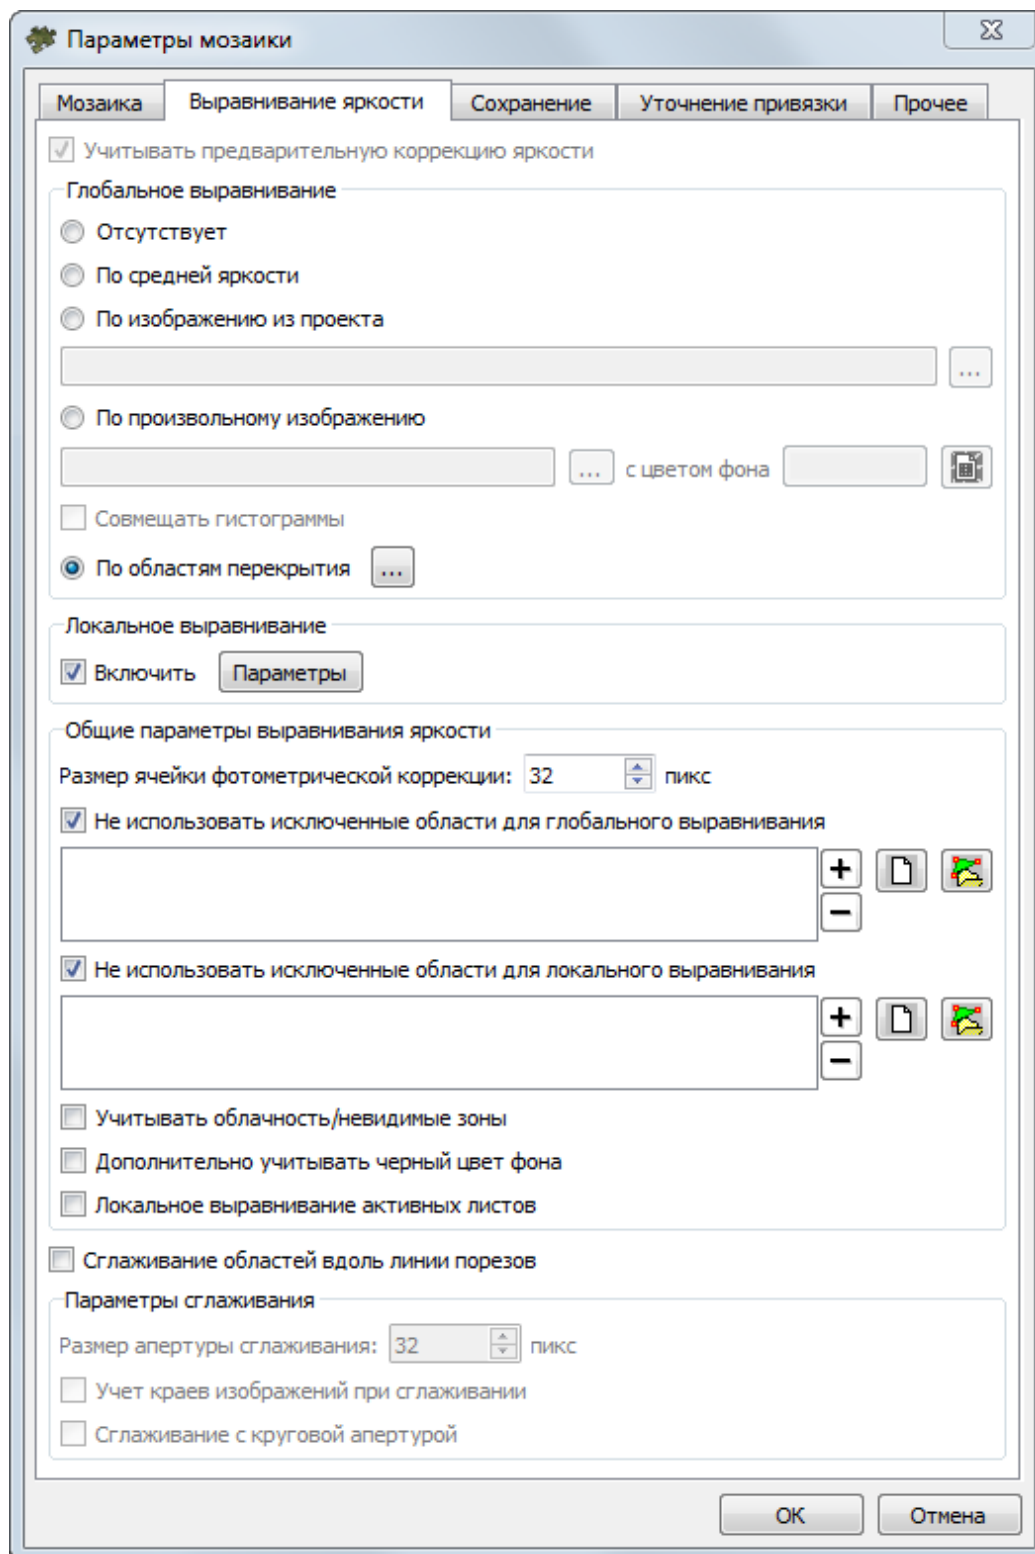 Параметры мозаики
Мозаика Выравнивание яркости Сохранение Уточнение привязки Прочее
Учитывать предварительную коррекцию яркости
Глобальное выравнивание
Отсутствует
По средней яркости
По изображению из проекта
...
По произвольному изображению
... с цветом фона
Совмещать гистограммы
По областям перекрытия ...
Локальное выравнивание
Включить Параметры
Общие параметры выравнивания яркости
Размер ячейки фотометрической коррекции: 32 пикс
Не использовать исключенные области для глобального выравнивания
Не использовать исключенные области для локального выравнивания
Учитывать облачность/невидимые зоны
Дополнительно учитывать черный цвет фона
Локальное выравнивание активных листов
Сглаживание областей вдоль линии порезов
Параметры сглаживания
Размер апертуры сглаживания: 32 пикс
Учет краев изображений при сглаживании
Сглаживание с круговой апертурой
ОК Отмена